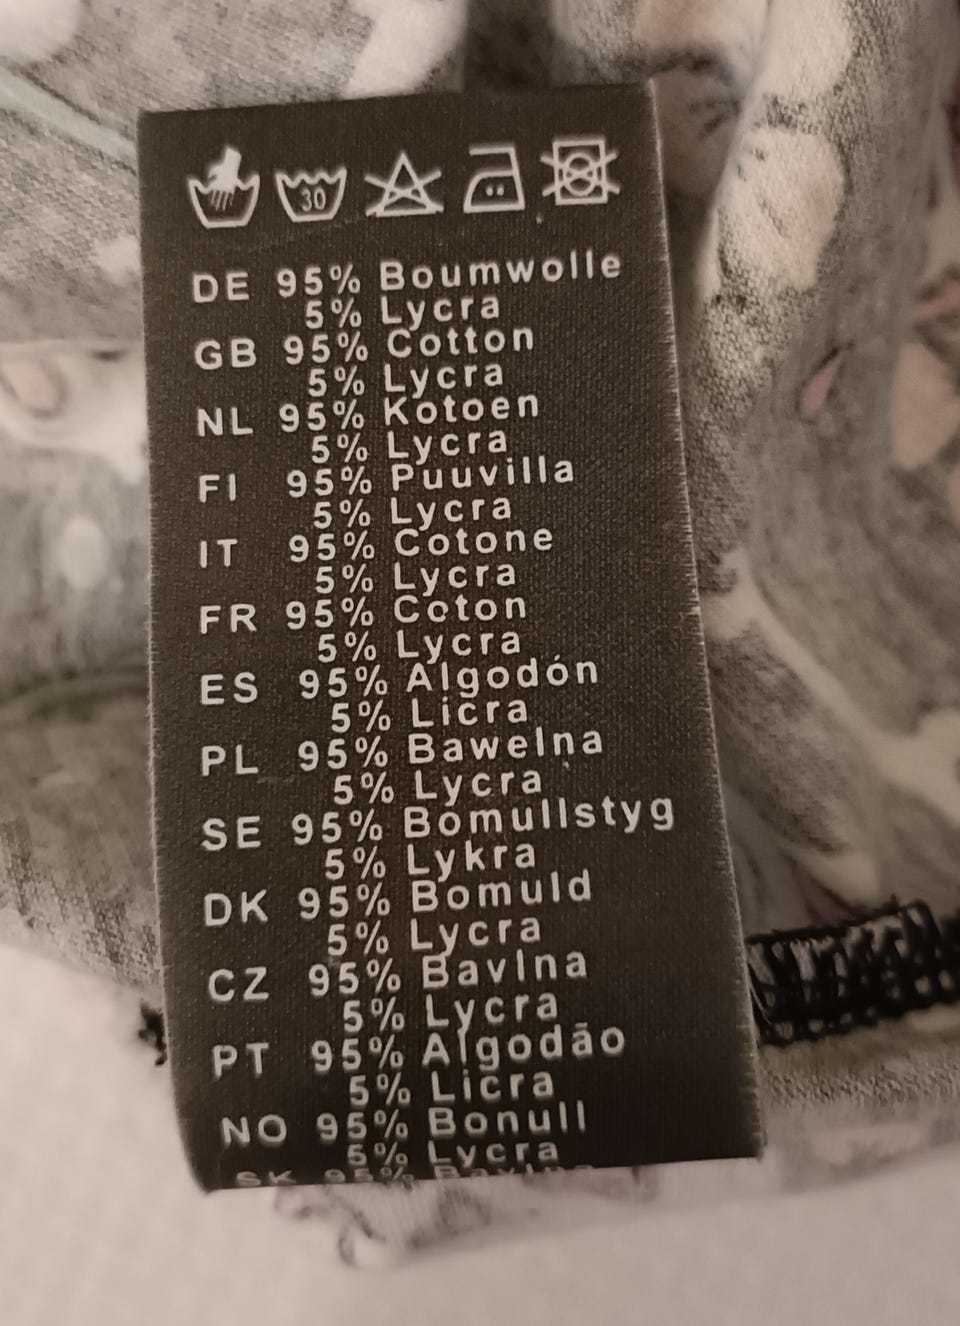 30
DE 95% Boumwolle
5% Lycra
GB 95% Cotton
5% Lycra
NL 95% Kotoen
5% Lycra
FI 95% Puuvilla
5% Lycra
IT 95% Cotone
5% Lycra
FR 95% Coton
5% Lycra
ES 95% Algodón
5% Licra
PL 95% Bawelna
5% Lycra
SE 95% Bomullstyg
5% Lykra
DK 95% Bomuld
5% Lycra
CZ 95% Bavlna
5% Lycra
PT 95% Algodão
5% Licra
NO 95% Bonull
5% Lycra
SK 95%